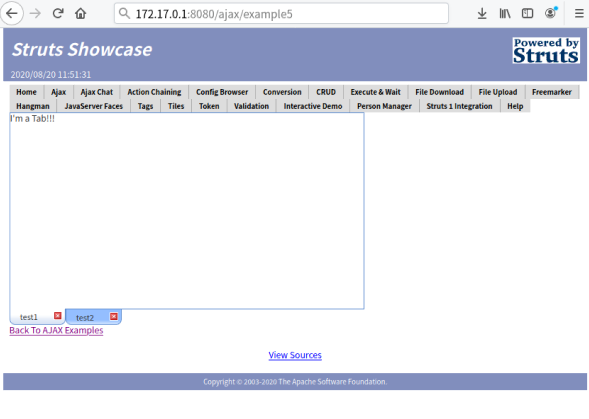 172.17.0.1:8080/ajax/example5
Struts Showcase
Powered by
Struts
2020/08/20 11:51:31
Home Ajax Ajax Chat Action Chaining Config Browser Conversion CRUD Execute & Wait File Download File Upload Freemarker
Hangman JavaServer Faces Tags Tiles Token Validation Interactive Demo Person Manager Struts 1 Integration Help
I'm a Tab!!!
test1 test2
Back To AJAX Examples
View Sources
Copyright © 2003-2020 The Apache Software Foundation.